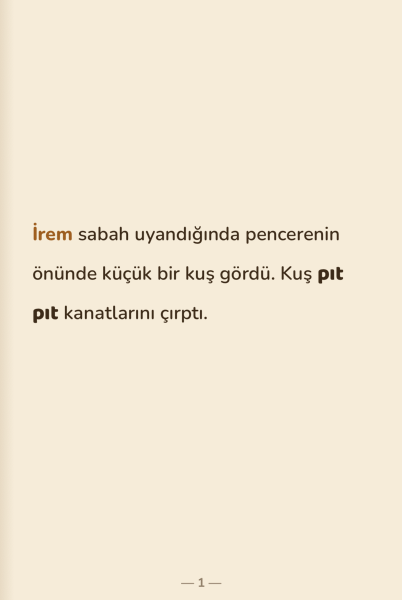 İrem sabah uyandığında pencerenin
önünde küçük bir kuş gördü. Kuş pıt
pıt kanatlarını çırptı.
— 1 —